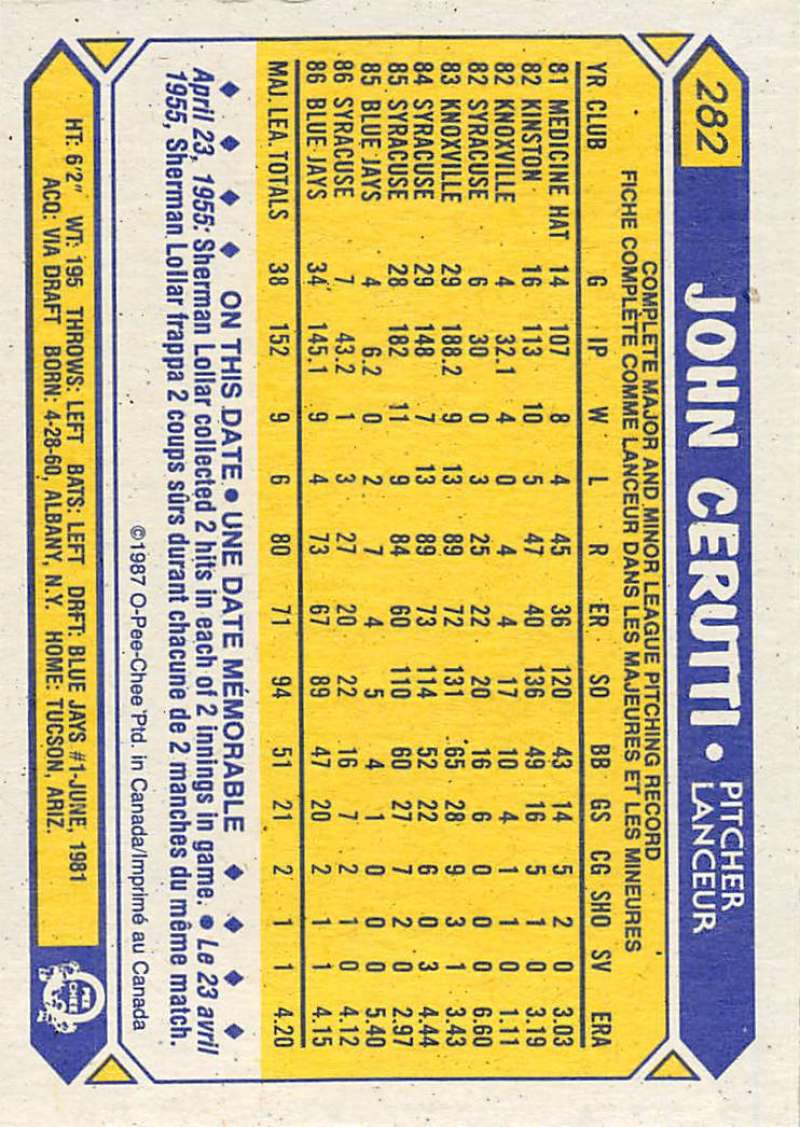 282
JOHN CERUTTI • PITCHER LANCEUR
COMPLETE MAJOR AND MINOR LEAGUE PITCHING RECORD
FICHE COMPLÈTE COMME LANCEUR DANS LES MAJEURES ET LES MINEURES
YR CLUB G IP W L R ER SO BB GS CG SHO SV ERA
81 MEDICINE HAT 14 107 8 4 45 36 120 43 14 5 2 0 3.03
82 KINSTON 16 113 10 5 47 40 136 49 16 5 1 0 3.19
82 KNOXVILLE 4 32.1 4 0 4 4 17 10 4 1 1 0 1.11
82 SYRACUSE 6 30 0 3 25 22 20 16 6 0 0 0 6.60
83 KNOXVILLE 29 188.2 9 13 89 72 131 65 28 9 3 1 3.43
84 SYRACUSE 29 148 7 13 89 73 114 52 22 6 0 3 4.44
85 SYRACUSE 28 182 11 9 84 60 110 60 27 7 2 0 2.97
85 BLUE JAYS 4 6.2 0 2 7 4 5 4 1 0 0 0 5.40
86 SYRACUSE 7 43.2 1 3 27 20 22 16 7 2 1 0 4.12
86 BLUE JAYS 34 145.1 9 4 73 67 89 47 20 2 1 1 4.15
MAJ. LEA. TOTALS 38 152 9 6 80 71 94 51 21 2 1 1 4.20
ON THIS DATE • UNE DATE MÉMORABLE
April 23, 1955: Sherman Lollar collected 2 hits in each of 2 innings in game. • Le 23 avril
1955, Sherman Lollar frappa 2 coups sûrs durant chacune de 2 manches du même match.
©1987 O-Pee-Chee Ptd. in Canada/Imprimé au Canada
HT: 6'2" WT: 195 THROWS: LEFT BATS: LEFT DRFT: BLUE JAYS #1-JUNE, 1981
ACQ: VIA DRAFT BORN: 4-28-60, ALBANY, N.Y. HOME: TUCSON, ARIZ.
O
PEE
CHEE